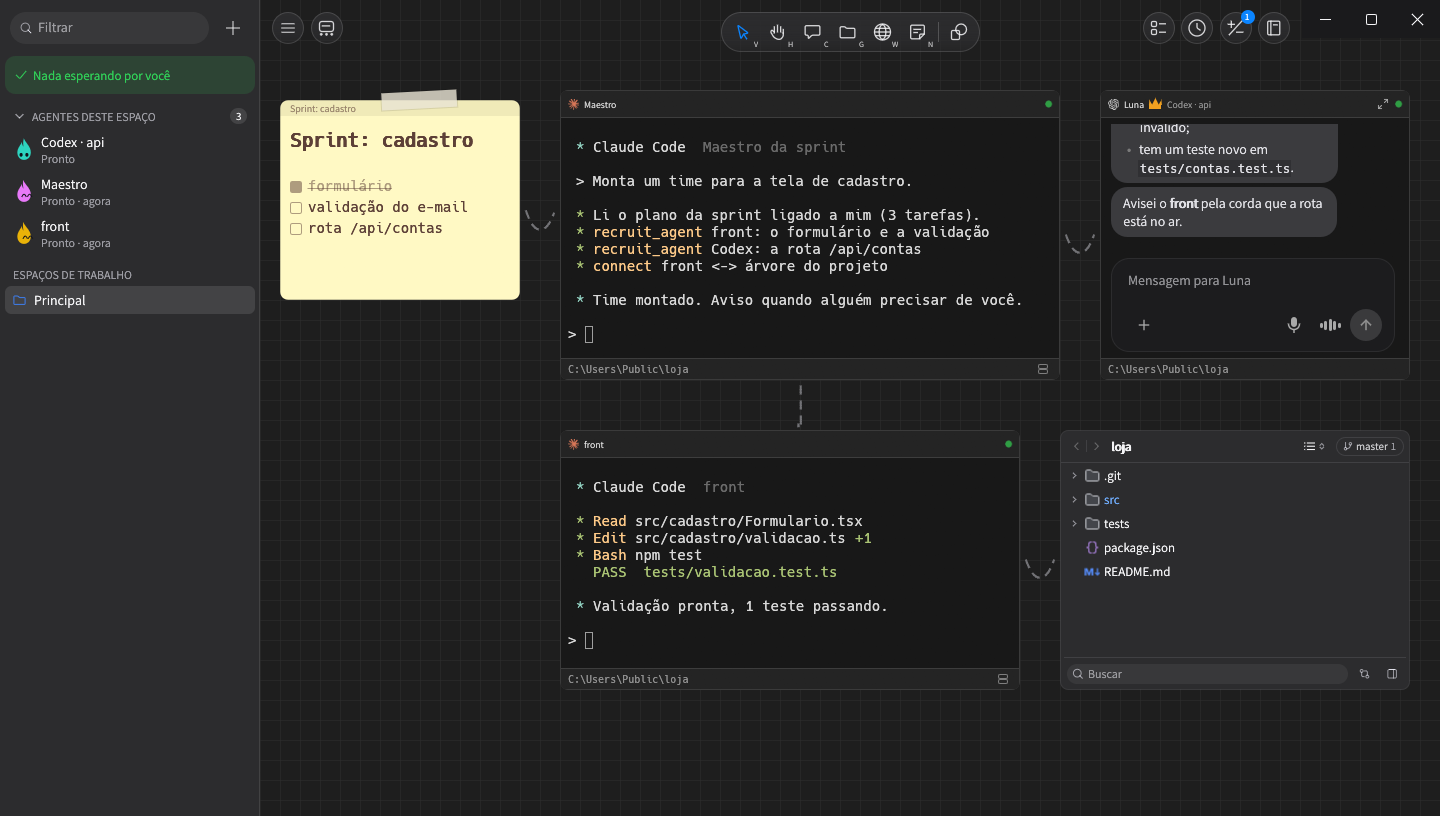 Filtrar
Nada esperando por você
AGENTES DESTE ESPAÇO 3
Codex · api
Pronto
Maestro
Pronto · agora
front
Pronto · agora
ESPAÇOS DE TRABALHO
Principal
V H C G W N
1
Sprint: cadastro
Sprint: cadastro
formulário
validação do e-mail
rota /api/contas
Maestro
* Claude Code Maestro da sprint
> Monta um time para a tela de cadastro.
* Li o plano da sprint ligado a mim (3 tarefas).
* recruit_agent front: o formulário e a validação
* recruit_agent Codex: a rota /api/contas
* connect front <-> árvore do projeto
* Time montado. Aviso quando alguém precisar de você.
>
C:\Users\Public\loja
Luna Codex · api
inválido;
• tem um teste novo em
tests/contas.test.ts.
Avisei o front pela corda que a rota
está no ar.
Mensagem para Luna
C:\Users\Public\loja
front
* Claude Code front
* Read src/cadastro/Formulario.tsx
* Edit src/cadastro/validacao.ts +1
* Bash npm test
PASS tests/validacao.test.ts
* Validação pronta, 1 teste passando.
>
C:\Users\Public\loja
loja
master 1
.git
src
tests
package.json
README.md
Buscar